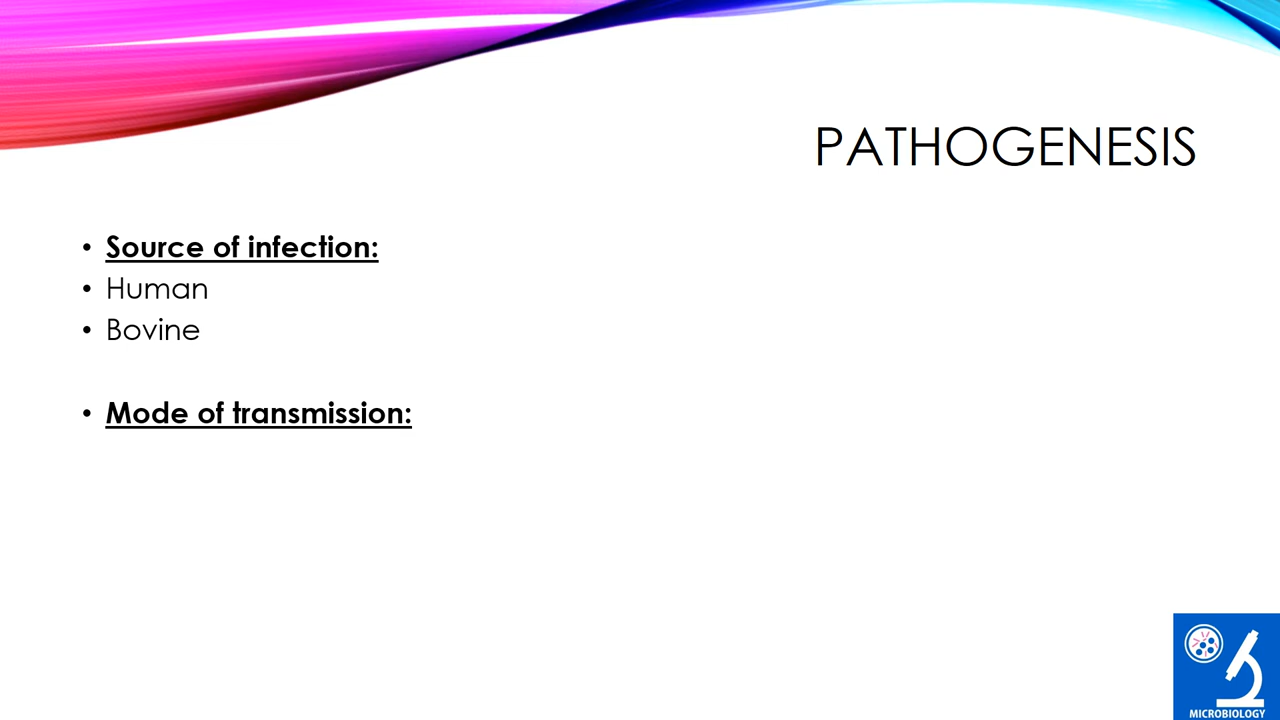 PATHOGENESIS
• Source of infection:
• Human
• Bovine
• Mode of transmission:
MICROBIOLOGY